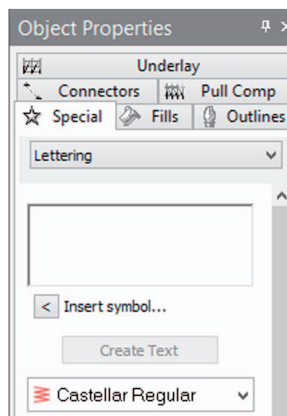 Object Properties
Underlay
Connectors Pull Comp
Special Fills Outlines
Lettering
< Insert symbol...
Create Text
Castellar Regular